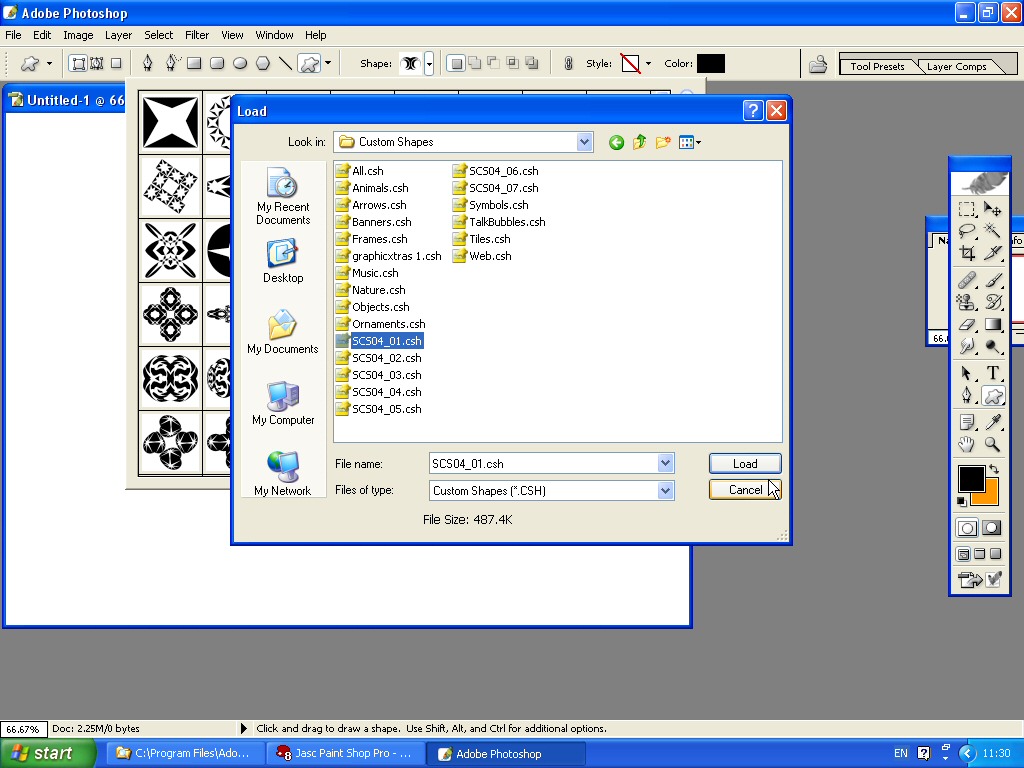 Adobe Photoshop
File Edit Image Layer Select Filter View Window Help
Shape: Style: Color: Tool Presets Layer Comps
Untitled-1 @ 66
Load
Look in: Custom Shapes
My Recent Documents
Desktop
My Documents
My Computer
My Network
All.csh
Animals.csh
Arrows.csh
Banners.csh
Frames.csh
graphicxtras 1.csh
Music.csh
Nature.csh
Objects.csh
Ornaments.csh
SCS04_01.csh
SCS04_02.csh
SCS04_03.csh
SCS04_04.csh
SCS04_05.csh
SCS04_06.csh
SCS04_07.csh
Symbols.csh
TalkBubbles.csh
Tiles.csh
Web.csh
File name: SCS04_01.csh Load
Files of type: Custom Shapes (*.CSH) Cancel
File Size: 487.4K
Na
nfo
66.
T
66.67% Doc: 2.25M/0 bytes Click and drag to draw a shape. Use Shift, Alt, and Ctrl for additional options.
start C:\Program Files\Ado... Jasc Paint Shop Pro - ... Adobe Photoshop EN 11:30